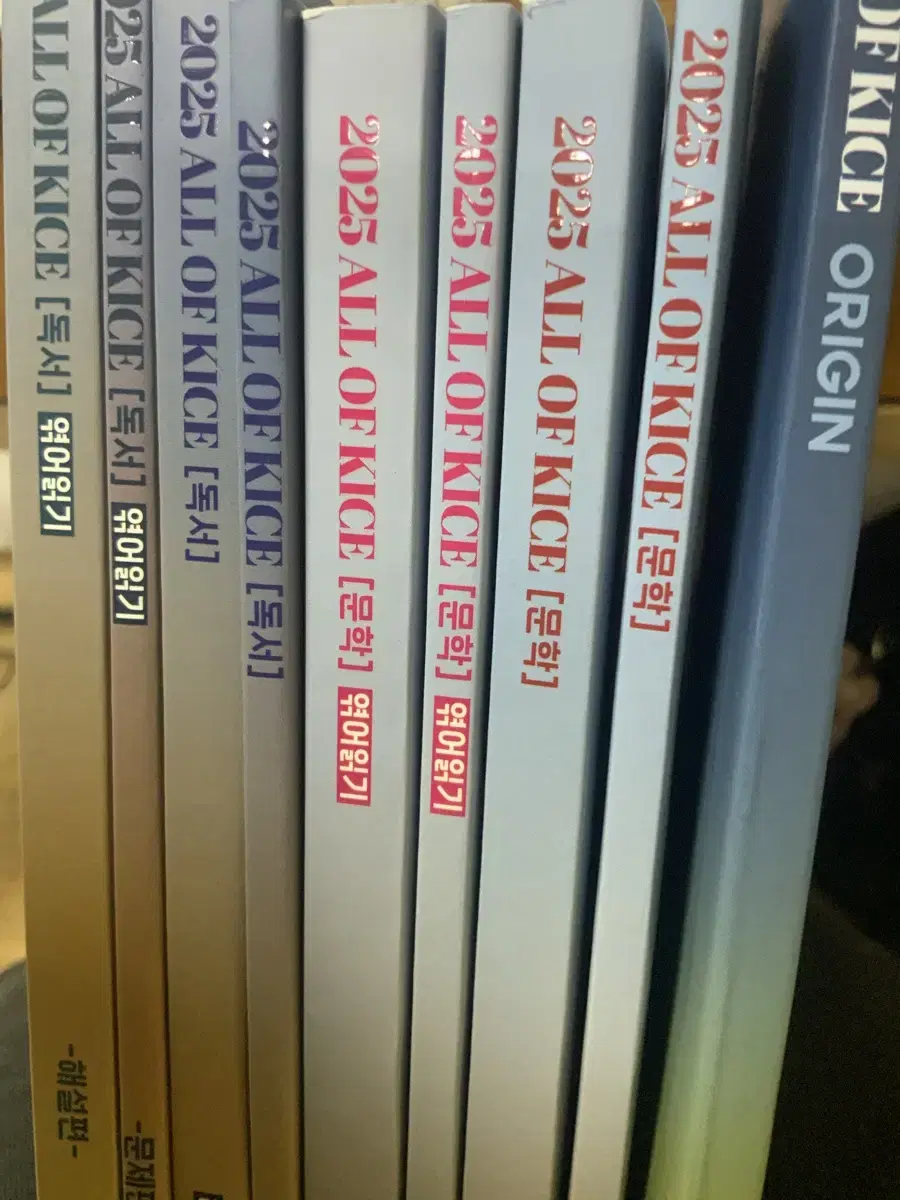 ALL OF KICE [독서] 엮어읽기
-해설편-
25 ALL OF KICE [독서] 엮어읽기
-문제
2025 ALL OF KICE [독서]
2025 ALL OF KICE [독서]
2025 ALL OF KICE [문학] 엮어읽기
2025 ALL OF KICE [문학] 엮어읽기
2025 ALL OF KICE [문학]
2025 ALL OF KICE [문학]
OF KICE ORIGIN